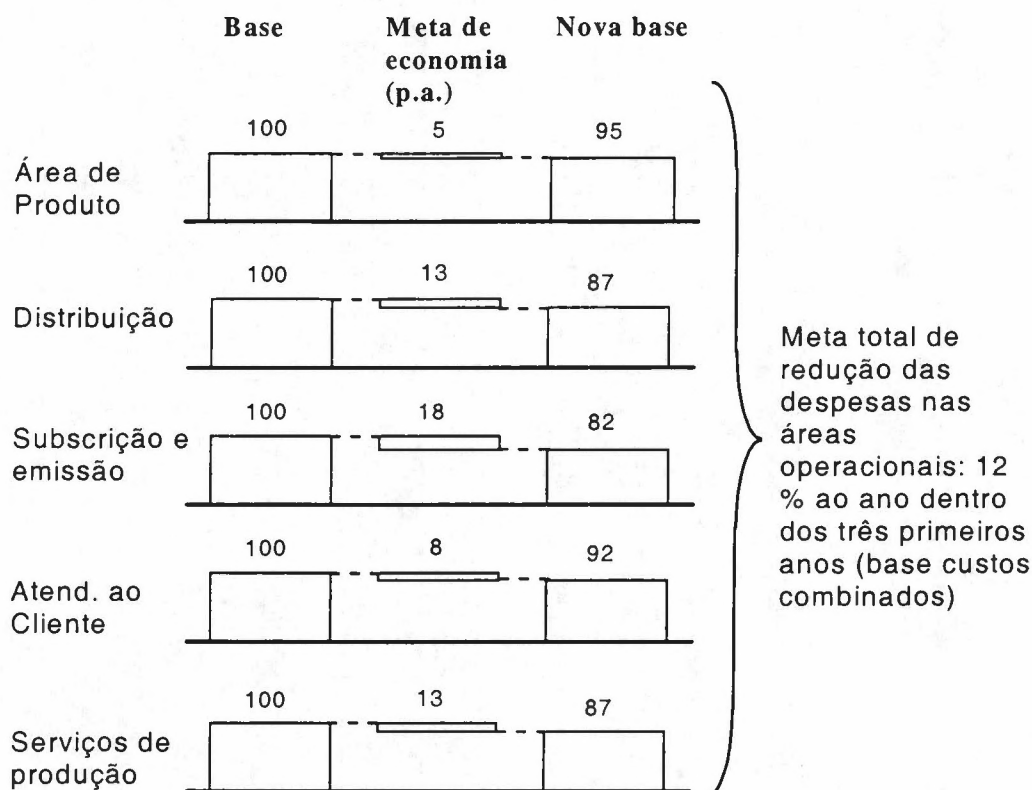 Base
Meta de
economia
(p.a.)
Nova base
Área de
Produto
100
5
95
Distribuição
100
13
87
Subscrição e
emissão
100
18
82
Atend. ao
Cliente
100
8
92
Serviços de
produção
100
13
87
Meta total de
redução das
despesas nas
áreas
operacionais: 12
% ao ano dentro
dos três primeiros
anos (base custos
combinados)